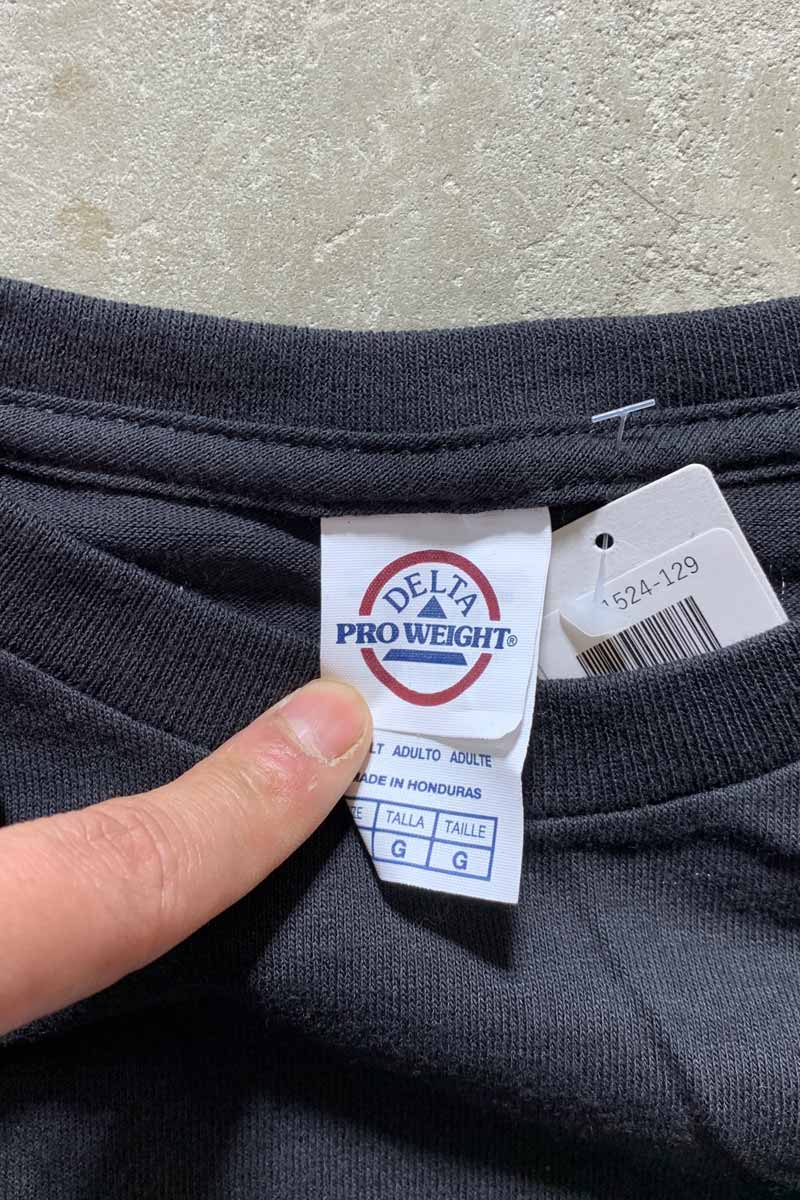 DELTA
PRO WEIGHT®
ADULTO ADULTE
MADE IN HONDURAS
TALLA TAILLE
G G
1524-129